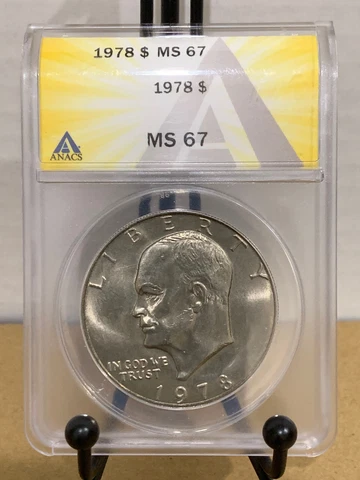 1978 $ MS 67
1978 $
MS 67
ANACS
LIBERTY
IN GOD WE
TRUST
1978